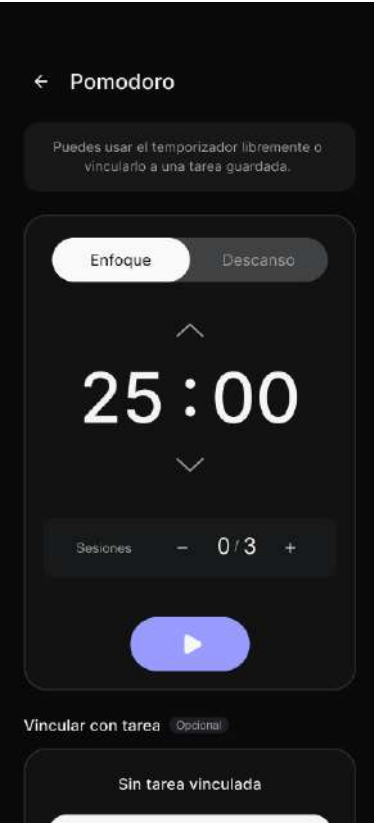 ← Pomodoro
Puedes usar el temporizador libremente o
vincularlo a una tarea guardada.
Enfoque Descanso
25 : 00
Sesiones − 0 / 3 +
Vincular con tarea Opcional
Sin tarea vinculada